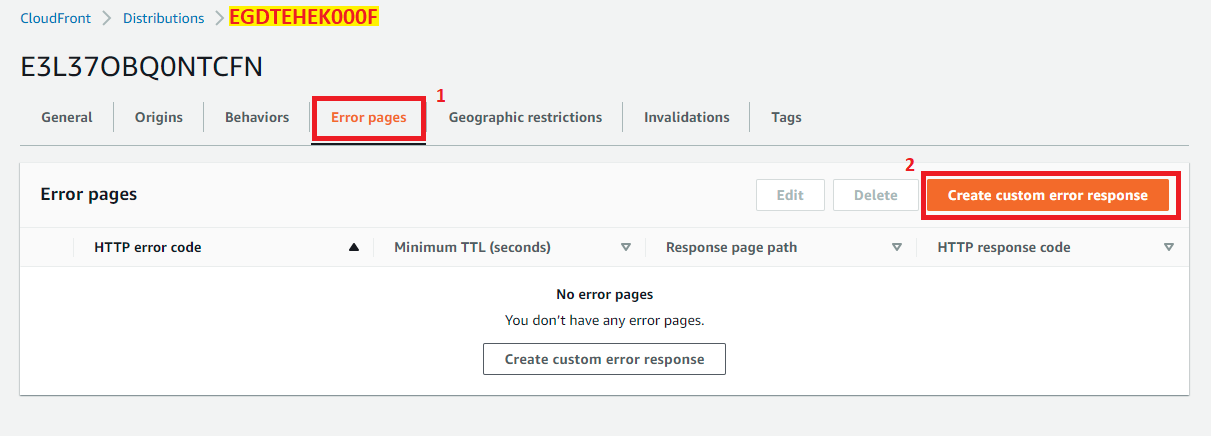 CloudFront > Distributions > EGDTEHEK000F
E3L37OBQ0NTCFN
1
General Origins Behaviors Error pages Geographic restrictions Invalidations Tags
2
Error pages Edit Delete Create custom error response
HTTP error code Minimum TTL (seconds) Response page path HTTP response code
No error pages
You don't have any error pages.
Create custom error response